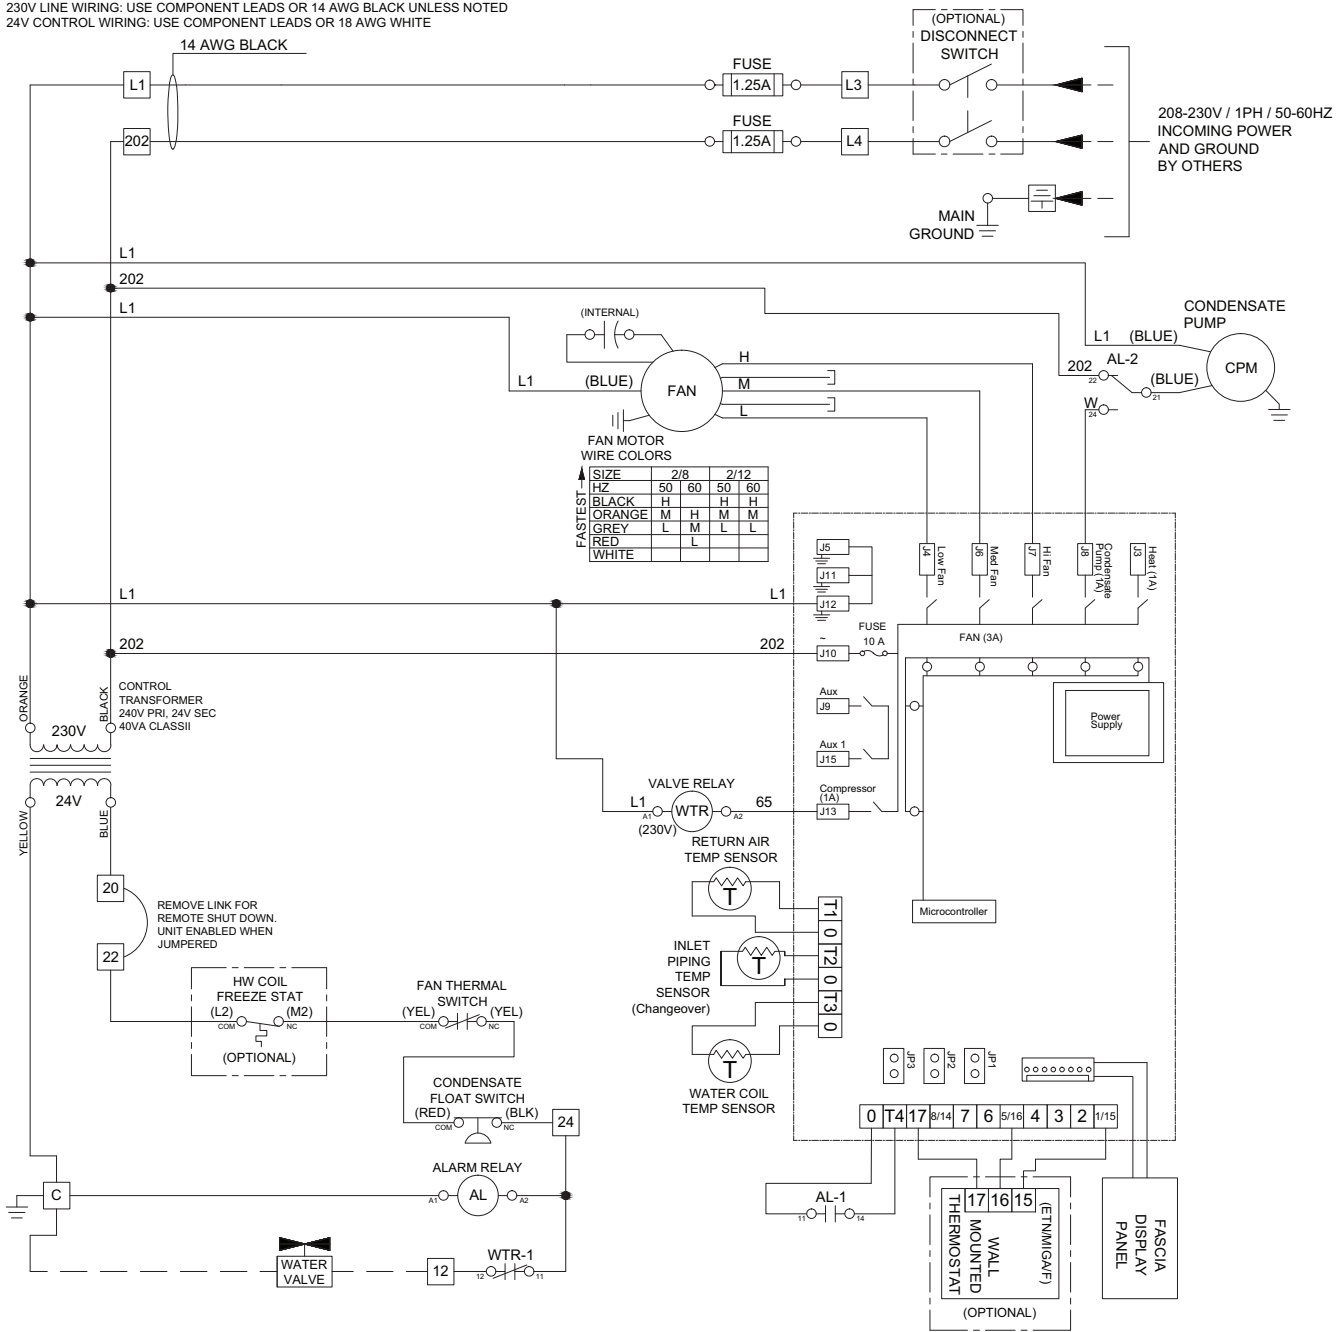 230V LINE WIRING: USE COMPONENT LEADS OR 14 AWG BLACK UNLESS NOTED
24V CONTROL WIRING: USE COMPONENT LEADS OR 18 AWG WHITE
14 AWG BLACK
(OPTIONAL)
DISCONNECT
SWITCH
L1
FUSE
1.25A
L3
202
FUSE
1.25A
L4
208-230V / 1PH / 50-60HZ
INCOMING POWER
AND GROUND
BY OTHERS
MAIN
GROUND
L1
202
L1
(INTERNAL)
L1
(BLUE)
FAN
H
M
L
CONDENSATE
PUMP
L1
(BLUE)
202
AL-2
22
(BLUE)
21
CPM
W
24
FAN MOTOR
WIRE COLORS
FASTEST
SIZE 2/8 2/12
HZ 50 60 50 60
BLACK H H H
ORANGE M H M M
GREY L M L L
RED L
WHITE
J5
J11
J12
J4
Low Fan
J6
Med Fan
J7
Hi Fan
J8
Condensate
Pump (1A)
J3
Heat (1A)
L1
L1
202
202
~
J10
FUSE
10 A
FAN (3A)
Aux
J9
Aux 1
J15
Compressor
(1A)
J13
Power
Supply
Microcontroller
ORANGE
BLACK
CONTROL
TRANSFORMER
240V PRI, 24V SEC
40VA CLASSII
230V
24V
YELLOW
BLUE
VALVE RELAY
L1
A1
WTR
A2
65
(230V)
RETURN AIR
TEMP SENSOR
T
INLET
PIPING
TEMP
SENSOR
(Changeover)
T
T
WATER COIL
TEMP SENSOR
T1
0
T2
0
T3
0
20
REMOVE LINK FOR
REMOTE SHUT DOWN.
UNIT ENABLED WHEN
JUMPERED
22
HW COIL
FREEZE STAT
(L2)
(M2)
COM
NC
(OPTIONAL)
FAN THERMAL
SWITCH
(YEL)
(YEL)
COM
NC
CONDENSATE
FLOAT SWITCH
(RED)
(BLK)
COM
NC
24
ALARM RELAY
C
A1
AL
A2
WATER
VALVE
12
WTR-1
12
11
JP3
JP2
JP1
0 T4 17 8/14 7 6 5/16 4 3 2 1/15
AL-1
11
14
17 16 15
WALL
MOUNTED
THERMOSTAT
(ETN/MIGA/F)
(OPTIONAL)
FASCIA
DISPLAY
PANEL